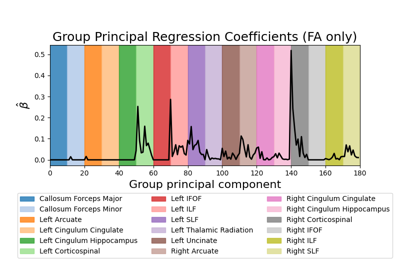 Group Principal Regression Coefficients (FA only)
β̂
0.5
0.4
0.3
0.2
0.1
0.0
0 20 40 60 80 100 120 140 160 180
Group principal component
Callosum Forceps Major
Callosum Forceps Minor
Left Arcuate
Left Cingulum Cingulate
Left Cingulum Hippocampus
Left Corticospinal
Left IFOF
Left ILF
Left SLF
Left Thalamic Radiation
Left Uncinate
Right Arcuate
Right Cingulum Cingulate
Right Cingulum Hippocampus
Right Corticospinal
Right IFOF
Right ILF
Right SLF